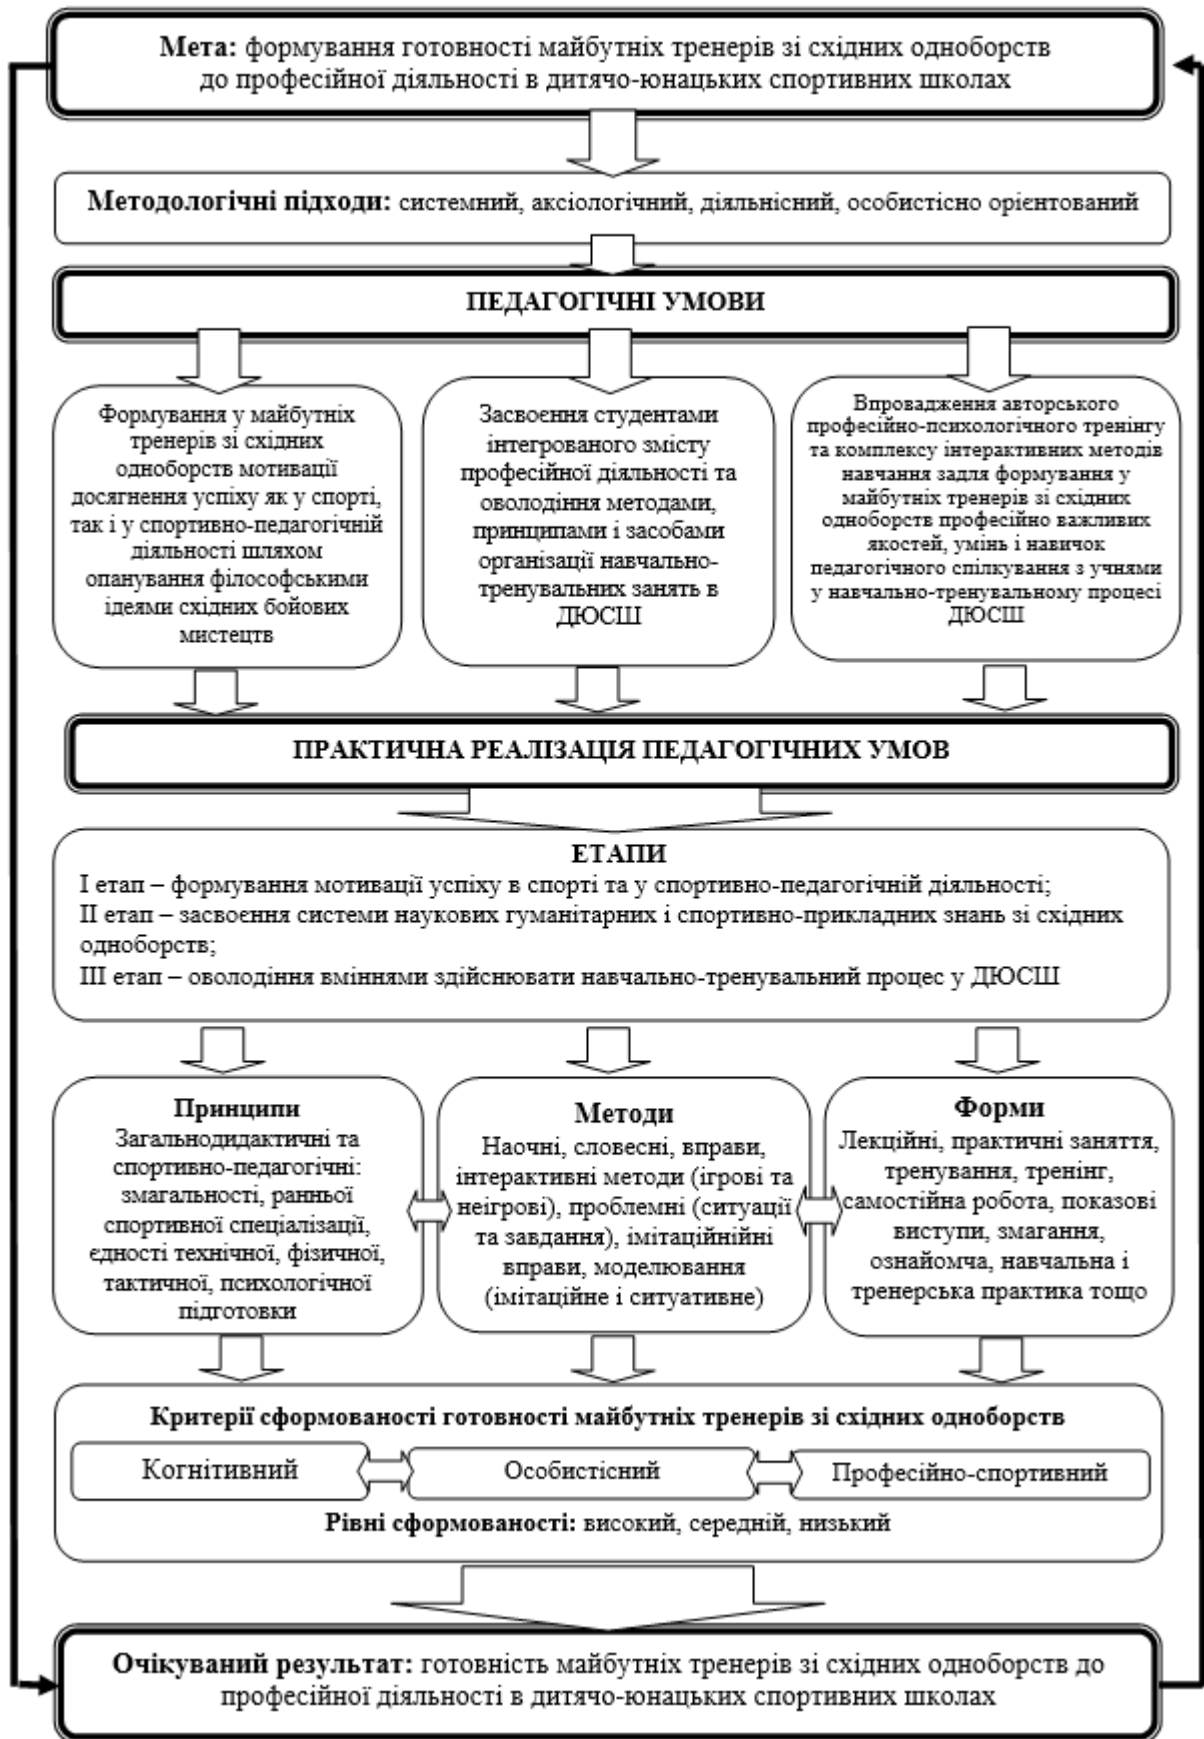 Мета: формування готовності майбутніх тренерів зі східних одноборств
до професійної діяльності в дитячо-юнацьких спортивних школах
Методологічні підходи: системний, аксіологічний, діяльнісний, особистісно орієнтований
ПЕДАГОГІЧНІ УМОВИ
Формування у майбутніх
тренерів зі східних
одноборств мотивації
досягнення успіху як у спорті,
так і у спортивно-педагогічній
діяльності шляхом
опанування філософськими
ідеями східних бойових
мистецтв
Засвоєння студентами
інтегрованого змісту
професійної діяльності та
оволодіння методами,
принципами і засобами
організації навчально-
тренувальних занять в
ДЮСШ
Впровадження авторського
професійно-психологічного тренінгу
та комплексу інтерактивних методів
навчання задля формування у
майбутніх тренерів зі східних
одноборств професійно важливих
якостей, умінь і навичок
педагогічного спілкування з учнями
у навчально-тренувальному процесі
ДЮСШ
ПРАКТИЧНА РЕАЛІЗАЦІЯ ПЕДАГОГІЧНИХ УМОВ
ЕТАПИ
І етап – формування мотивації успіху в спорті та у спортивно-педагогічній діяльності;
ІІ етап – засвоєння системи наукових гуманітарних і спортивно-прикладних знань зі східних
одноборств;
ІІІ етап – оволодіння вміннями здійснювати навчально-тренувальний процес у ДЮСШ
Принципи
Загальнодидактичні та
спортивно-педагогічні:
змагальності, ранньої
спортивної спеціалізації,
єдності технічної, фізичної,
тактичної, психологічної
підготовки
Методи
Наочні, словесні, вправи,
інтерактивні методи (ігрові та
неігрові), проблемні (ситуації
та завдання), імітаційнійні
вправи, моделювання
(імітаційне і ситуативне)
Форми
Лекційні, практичні заняття,
тренування, тренінг,
самостійна робота, показові
виступи, змагання,
ознайомча, навчальна і
тренерська практика тощо
Критерії сформованості готовності майбутніх тренерів зі східних одноборств
Когнітивний
Особистісний
Професійно-спортивний
Рівні сформованості: високий, середній, низький
Очікуваний результат: готовність майбутніх тренерів зі східних одноборств до
професійної діяльності в дитячо-юнацьких спортивних школах